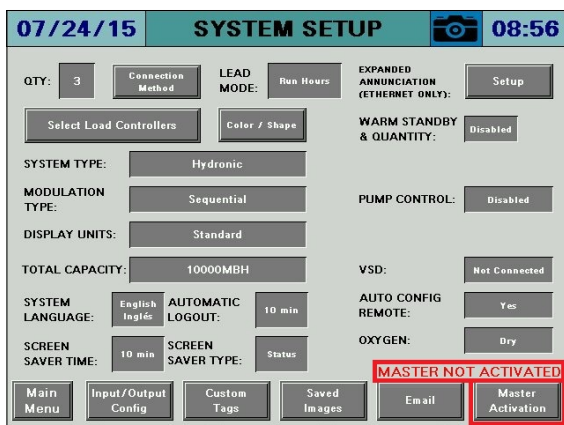 07/24/15 SYSTEM SETUP 08:56
QTY: 3 Connection Method LEAD MODE: Run Hours EXPANDED ANNUNCIATION (ETHERNET ONLY): Setup
Select Load Controllers Color / Shape WARM STANDBY & QUANTITY: Disabled
SYSTEM TYPE: Hydronic
MODULATION TYPE: Sequential PUMP CONTROL: Disabled
DISPLAY UNITS: Standard
TOTAL CAPACITY: 10000MBH VSD: Not Connected
SYSTEM LANGUAGE: English Inglés AUTOMATIC LOGOUT: 10 min AUTO CONFIG REMOTE: Yes
SCREEN SAVER TIME: 10 min SCREEN SAVER TYPE: Status OXYGEN: Dry
MASTER NOT ACTIVATED
Main Menu Input/Output Config Custom Tags Saved Images Email Master Activation